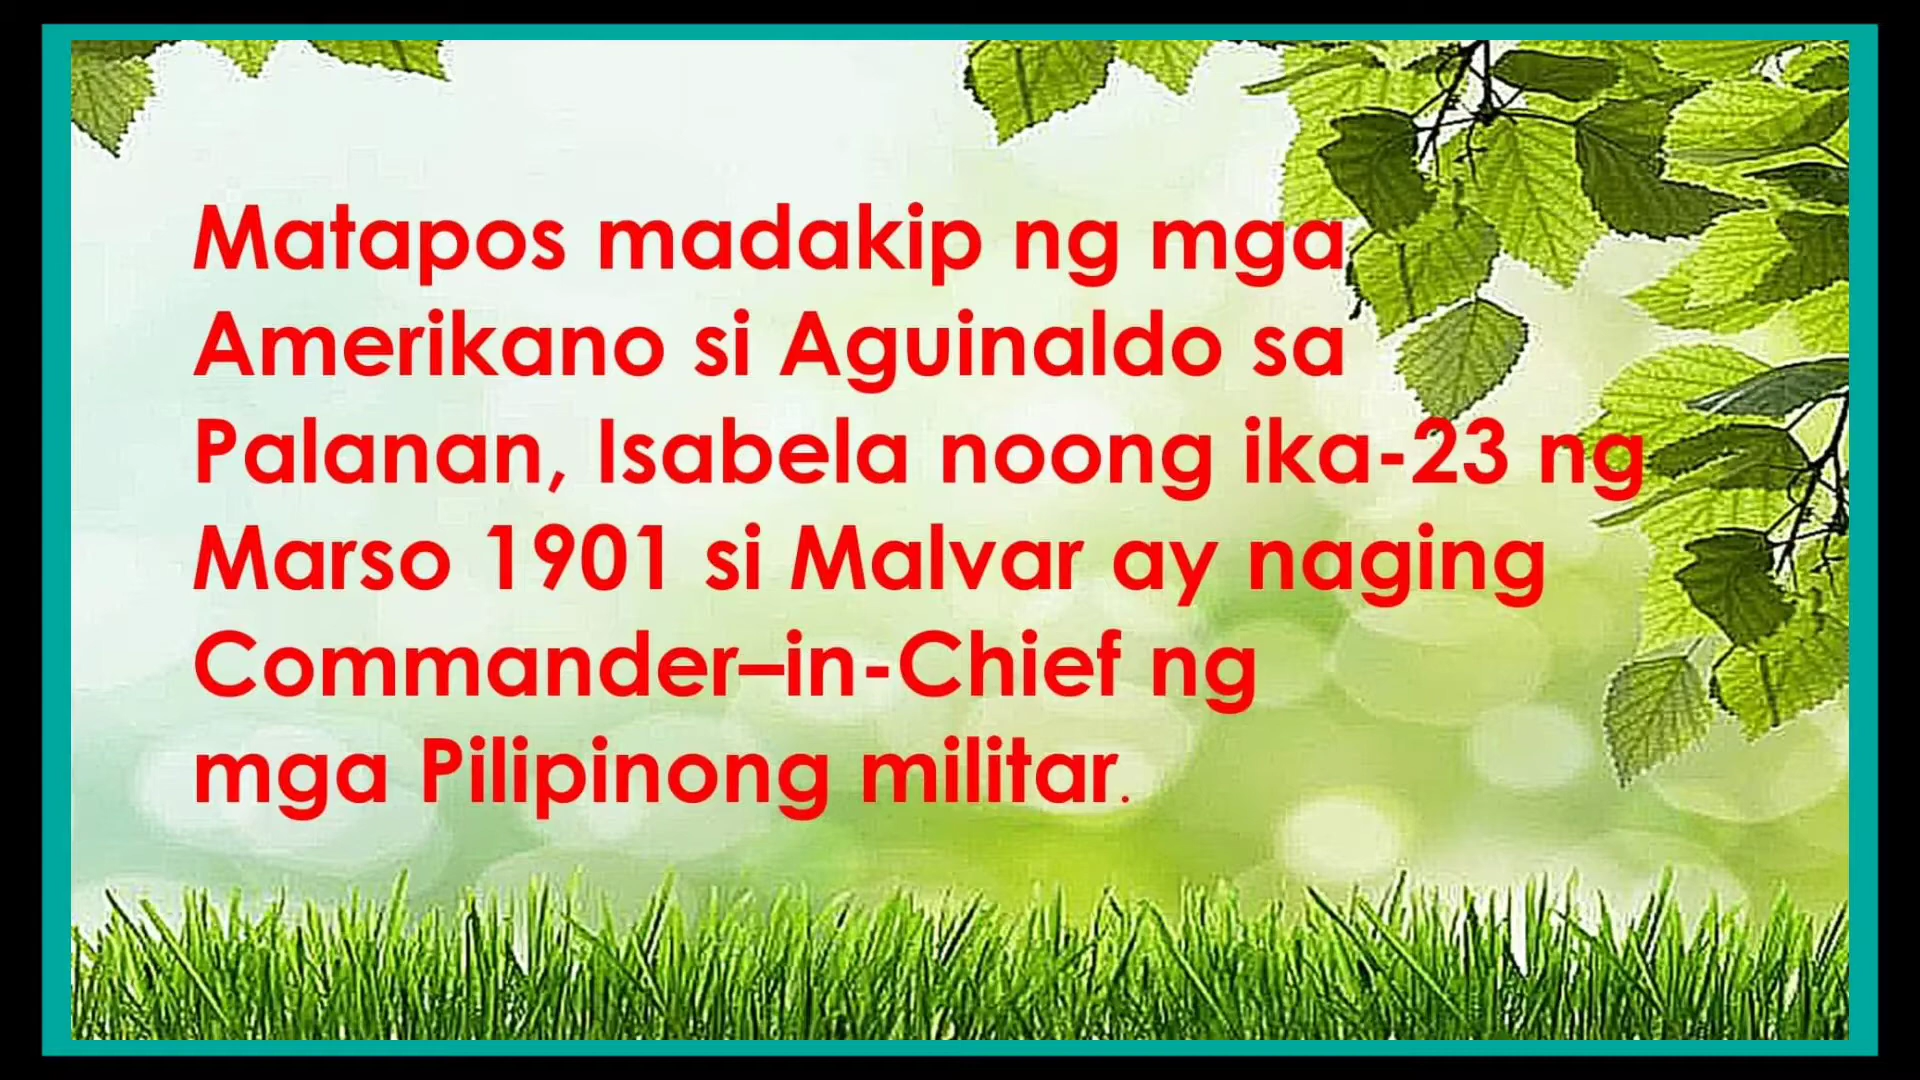 Matapos madakip ng mga
Amerikano si Aguinaldo sa
Palanan, Isabela noong ika-23 ng
Marso 1901 si Malvar ay naging
Commander–in-Chief ng
mga Pilipinong militar.